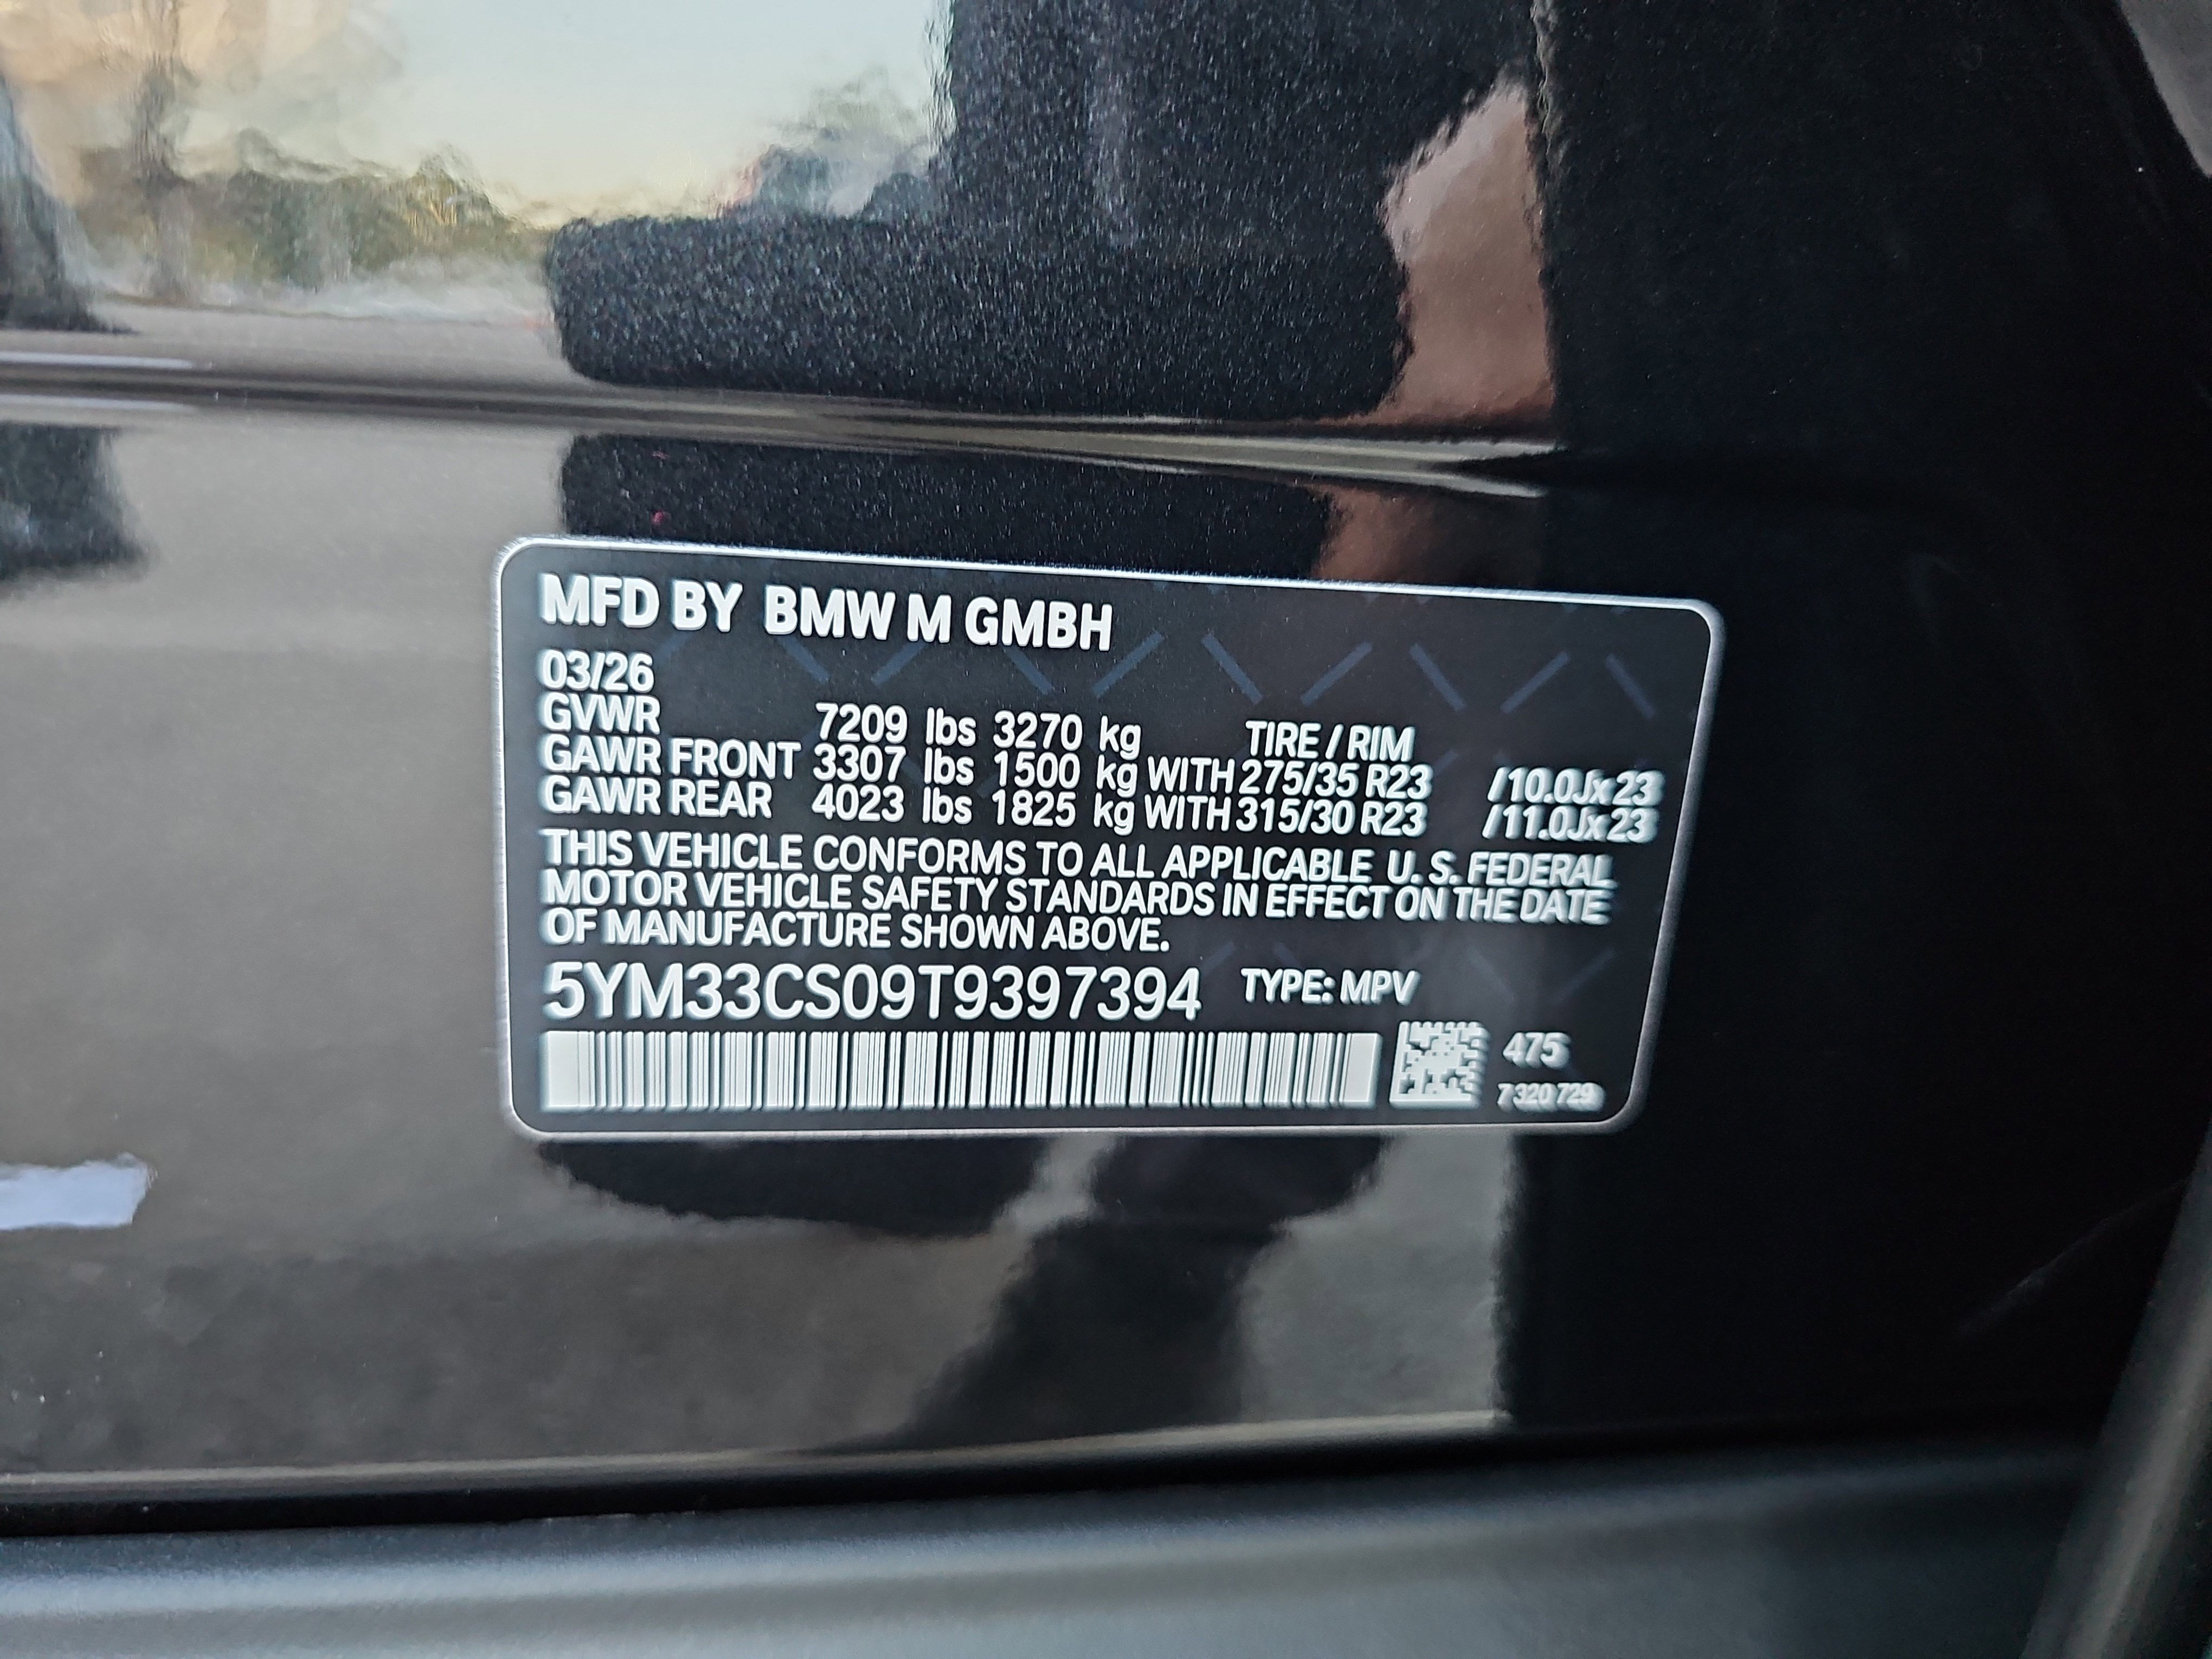 MFD BY BMW M GMBH
03/26
GVWR 7209 lbs 3270 kg TIRE / RIM
GAWR FRONT 3307 lbs 1500 kg WITH 275/35 R23 /10.0Jx23
GAWR REAR 4023 lbs 1825 kg WITH 315/30 R23 /11.0Jx23
THIS VEHICLE CONFORMS TO ALL APPLICABLE U.S. FEDERAL
MOTOR VEHICLE SAFETY STANDARDS IN EFFECT ON THE DATE
OF MANUFACTURE SHOWN ABOVE.
5YM33CS09T9397394 TYPE: MPV
475
7 320 729